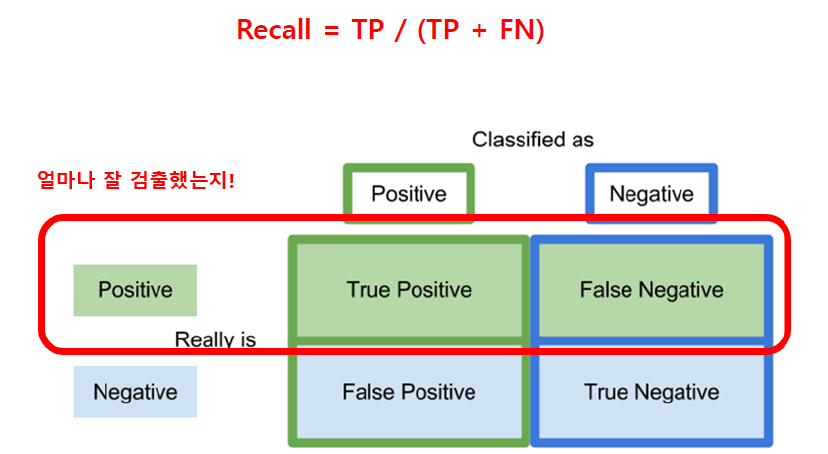 Recall = TP / (TP + FN)
Classified as
얼마나 잘 검출했는지!
Positive Negative
Positive True Positive False Negative
Really is
Negative False Positive True Negative